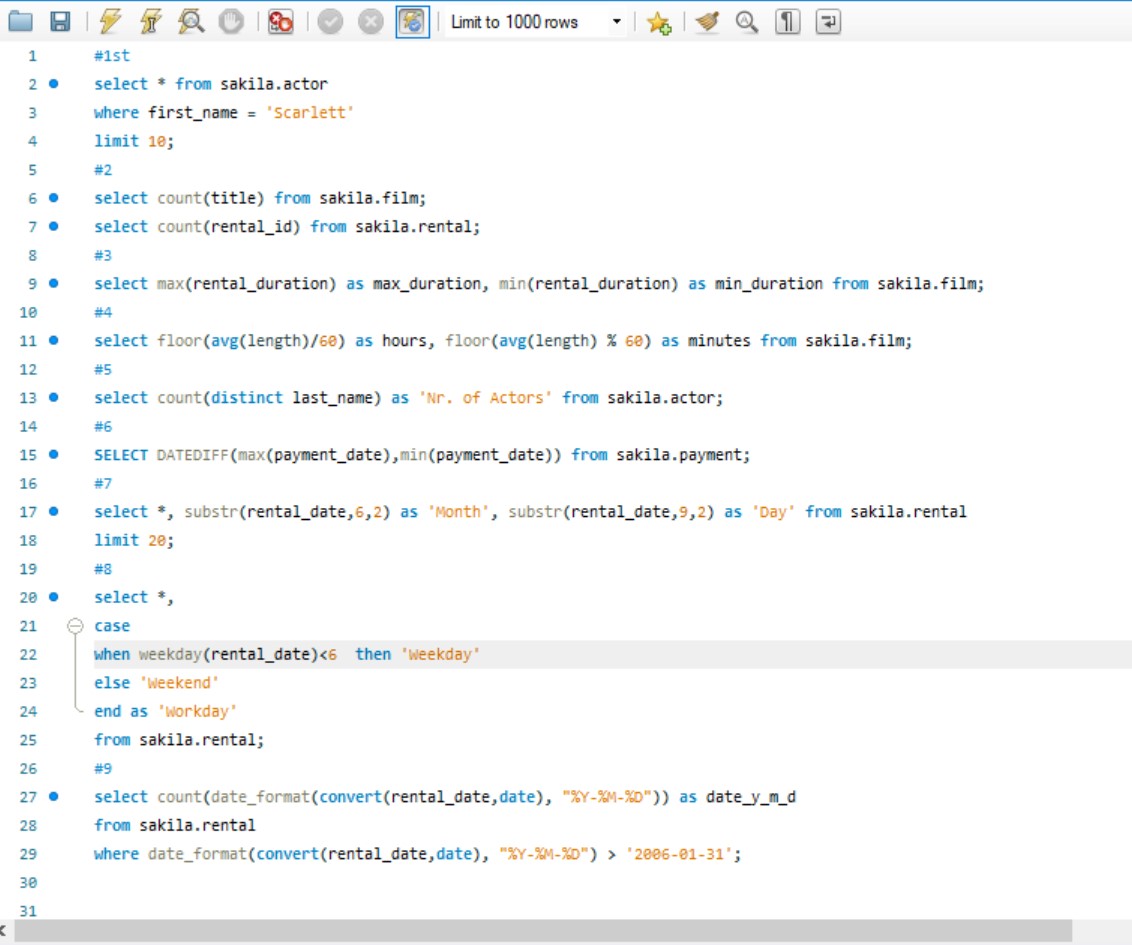 Limit to 1000 rows
1 #1st
2 select * from sakila.actor
3 where first_name = 'Scarlett'
4 limit 10;
5 #2
6 select count(title) from sakila.film;
7 select count(rental_id) from sakila.rental;
8 #3
9 select max(rental_duration) as max_duration, min(rental_duration) as min_duration from sakila.film;
10 #4
11 select floor(avg(length)/60) as hours, floor(avg(length) % 60) as minutes from sakila.film;
12 #5
13 select count(distinct last_name) as 'Nr. of Actors' from sakila.actor;
14 #6
15 SELECT DATEDIFF(max(payment_date),min(payment_date)) from sakila.payment;
16 #7
17 select *, substr(rental_date,6,2) as 'Month', substr(rental_date,9,2) as 'Day' from sakila.rental
18 limit 20;
19 #8
20 select *,
21 case
22 when weekday(rental_date)<6  then 'Weekday'
23 else 'Weekend'
24 end as 'Workday'
25 from sakila.rental;
26 #9
27 select count(date_format(convert(rental_date,date), "%Y-%M-%D")) as date_y_m_d
28 from sakila.rental
29 where date_format(convert(rental_date,date), "%Y-%M-%D") > '2006-01-31';
30
31